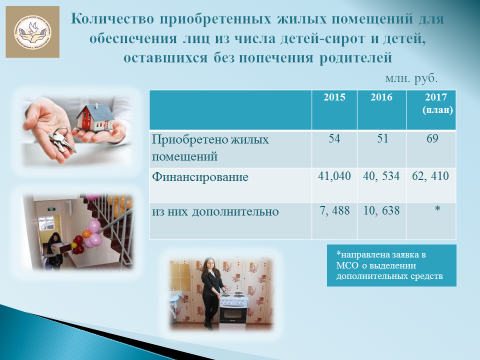 Количество приобретенных жилых помещений для
обеспечения лиц из числа детей-сирот и детей,
оставшихся без попечения родителей
млн. руб.
2015 2016 2017
(план)
Приобретено жилых 54 51 69
помещений
Финансирование 41,040 40, 534 62, 410
из них дополнительно 7, 488 10, 638 *
*направлена заявка в
МСО о выделении
дополнительных средств